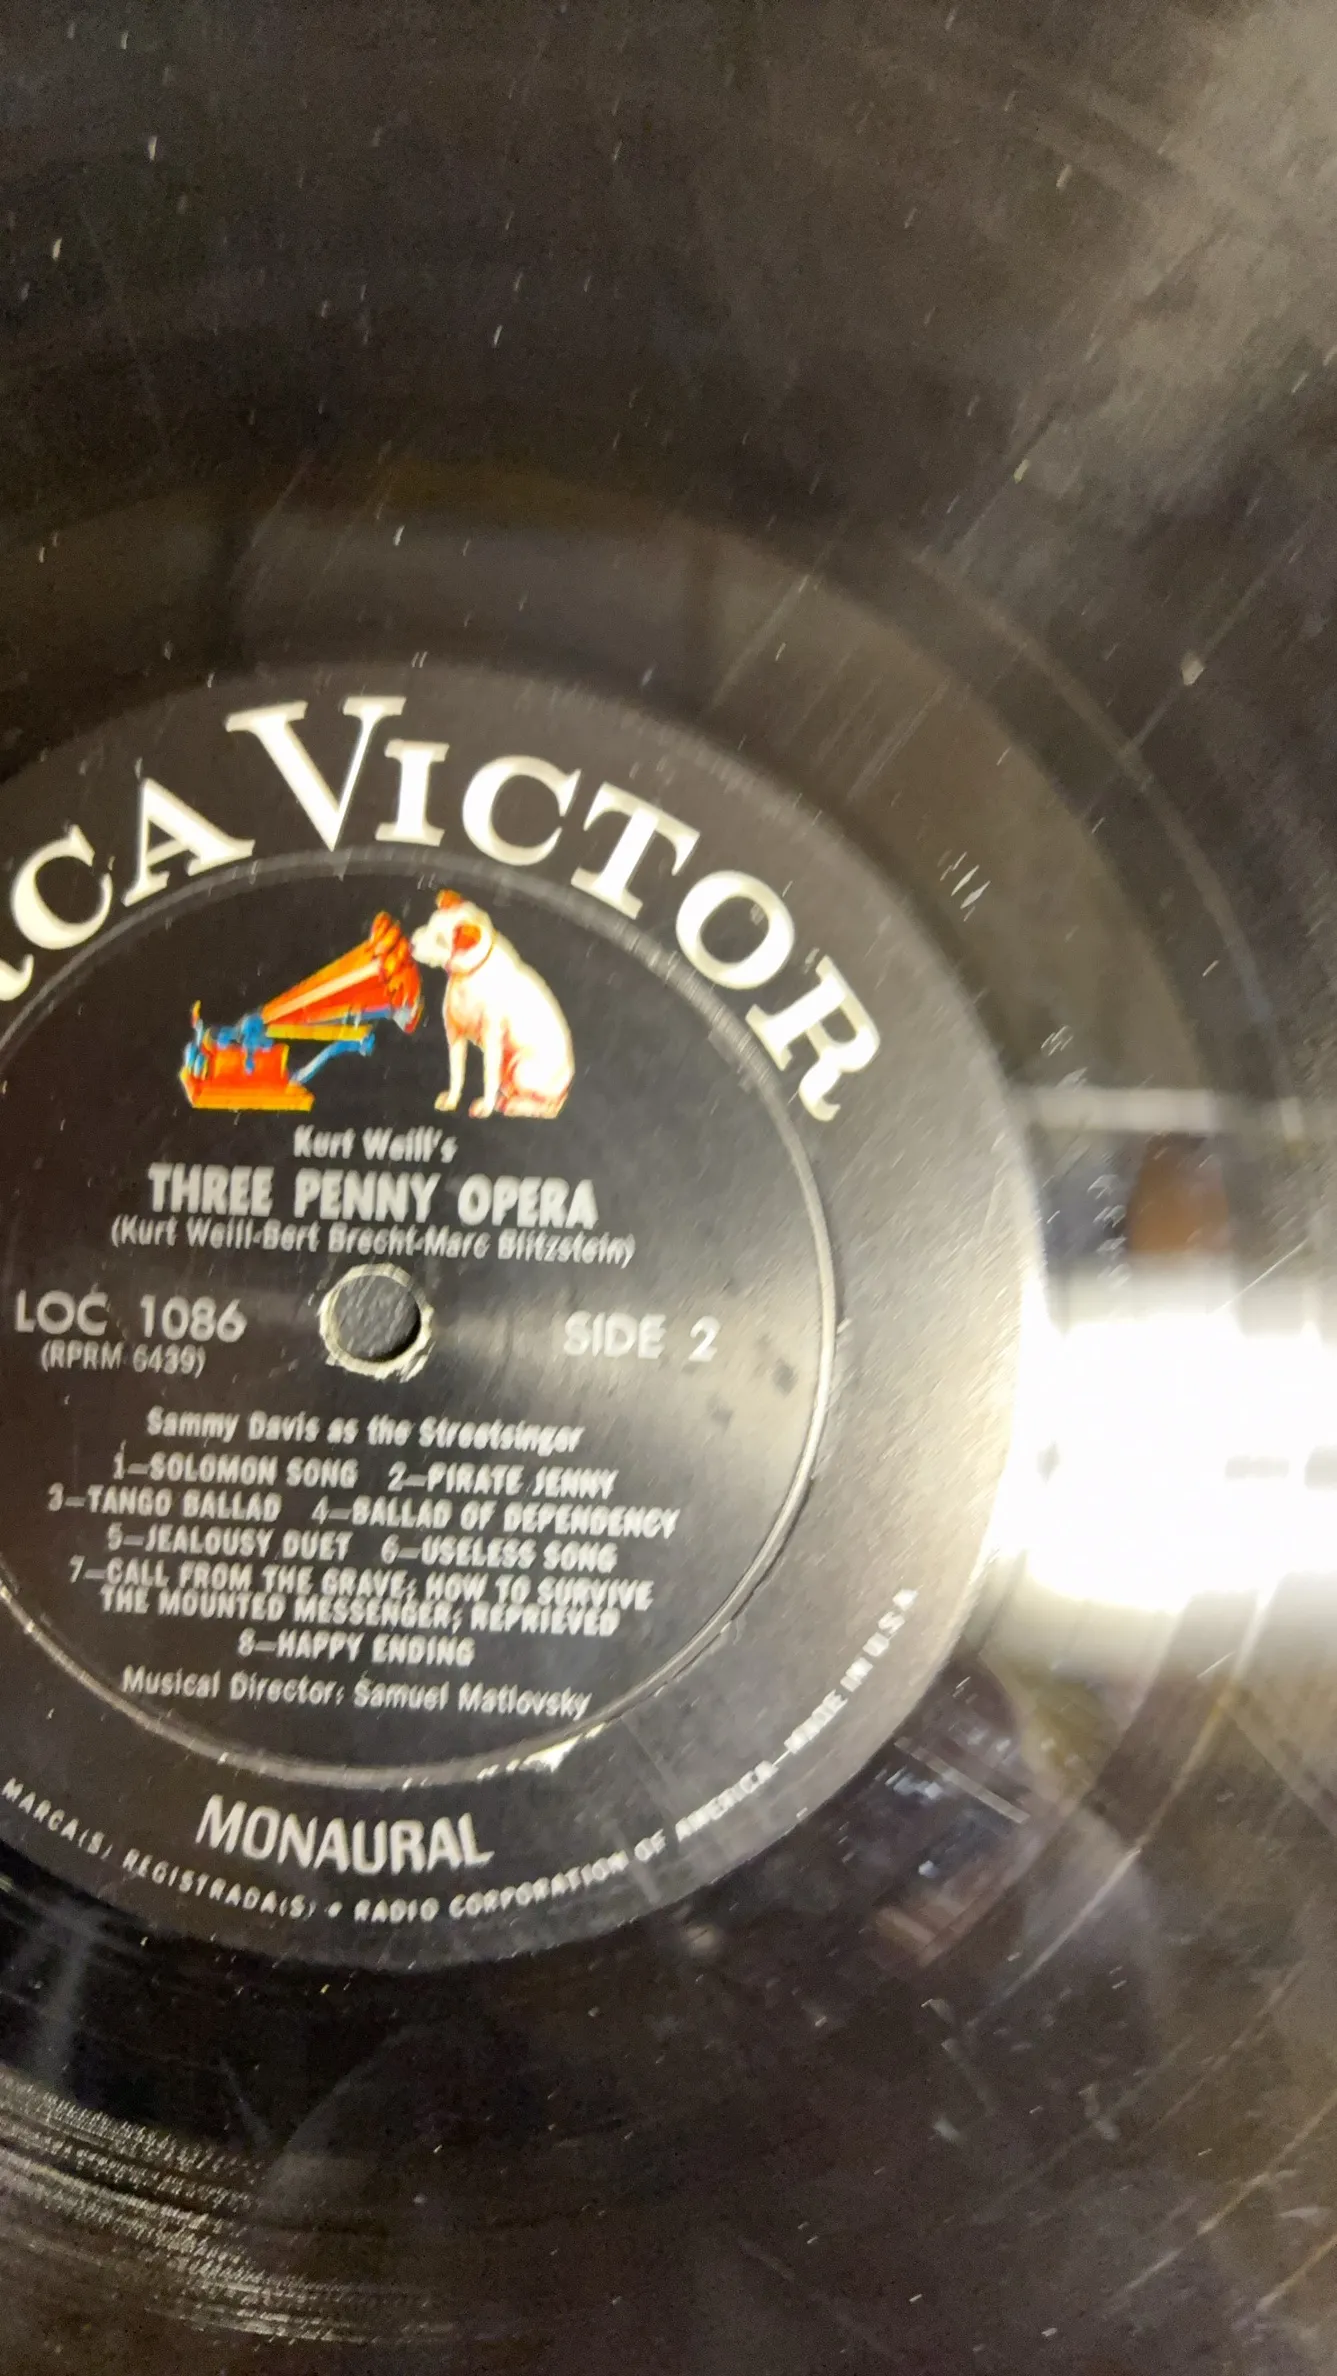 RCA VICTOR
Kurt Weill's
THREE PENNY OPERA
(Kurt Weill-Bert Brecht-Marc Blitzstein)
LOC 1086
(RPRM 6439)
SIDE 2
Sammy Davis as the Streetsinger
1—SOLOMON SONG 2—PIRATE JENNY
3—TANGO BALLAD 4—BALLAD OF DEPENDENCY
5—JEALOUSY DUET 6—USELESS SONG
7—CALL FROM THE GRAVE; HOW TO SURVIVE
THE MOUNTED MESSENGER; REPRIEVED
8—HAPPY ENDING
Musical Director: Samuel Matlovsky
MONAURAL
MARCA(S) REGISTRADA(S) • RADIO CORPORATION OF AMERICA—MADE IN U.S.A